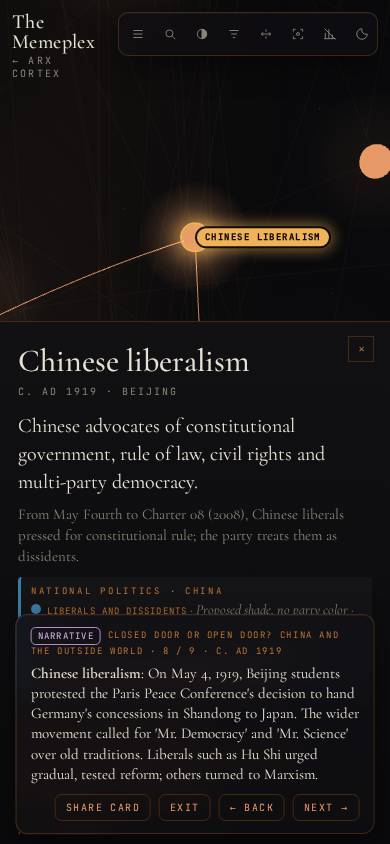 The
Memeplex
← ARX
CORTEX
CHINESE LIBERALISM
Chinese liberalism
×
C. AD 1919 · BEIJING
Chinese advocates of constitutional
government, rule of law, civil rights and
multi-party democracy.
From May Fourth to Charter 08 (2008), Chinese liberals
pressed for constitutional rule; the party treats them as
dissidents.
NATIONAL POLITICS · CHINA
LIBERALS AND DISSIDENTS · Proposed shade, no party color ·
NARRATIVE CLOSED DOOR OR OPEN DOOR? CHINA AND
THE OUTSIDE WORLD · 8 / 9 · C. AD 1919
Chinese liberalism: On May 4, 1919, Beijing students
protested the Paris Peace Conference's decision to hand
Germany's concessions in Shandong to Japan. The wider
movement called for 'Mr. Democracy' and 'Mr. Science'
over old traditions. Liberals such as Hu Shi urged
gradual, tested reform; others turned to Marxism.
SHARE CARD EXIT ← BACK NEXT →